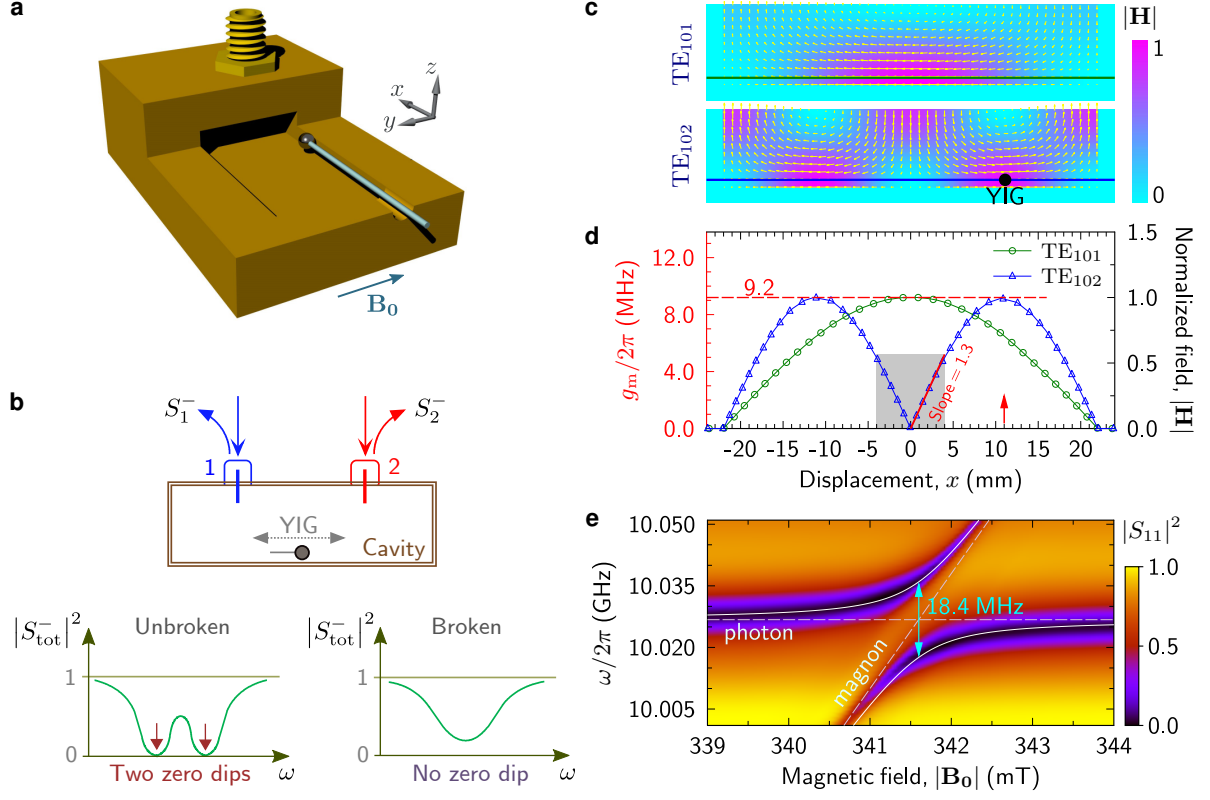 a
z
x
y
B₀
b
S₁⁻
S₂⁻
1
2
YIG
Cavity
|S⁻tot|²
Unbroken
1
0
Two zero dips
ω
|S⁻tot|²
Broken
1
0
No zero dip
ω
c
TE₁₀₁
TE₁₀₂
YIG
|H|
1
0
d
gm/2π (MHz)
12.0
8.0
4.0
0.0
9.2
TE₁₀₁
TE₁₀₂
Slope = 1.3
1.5
1.0
0.5
0.0
Normalized field, |H|
-20 -15 -10 -5 0 5 10 15 20
Displacement, x (mm)
e
ω/2π (GHz)
10.050
10.035
10.020
10.005
photon
magnon
18.4 MHz
339 340 341 342 343 344
Magnetic field, |B₀| (mT)
|S₁₁|²
1.0
0.5
0.0